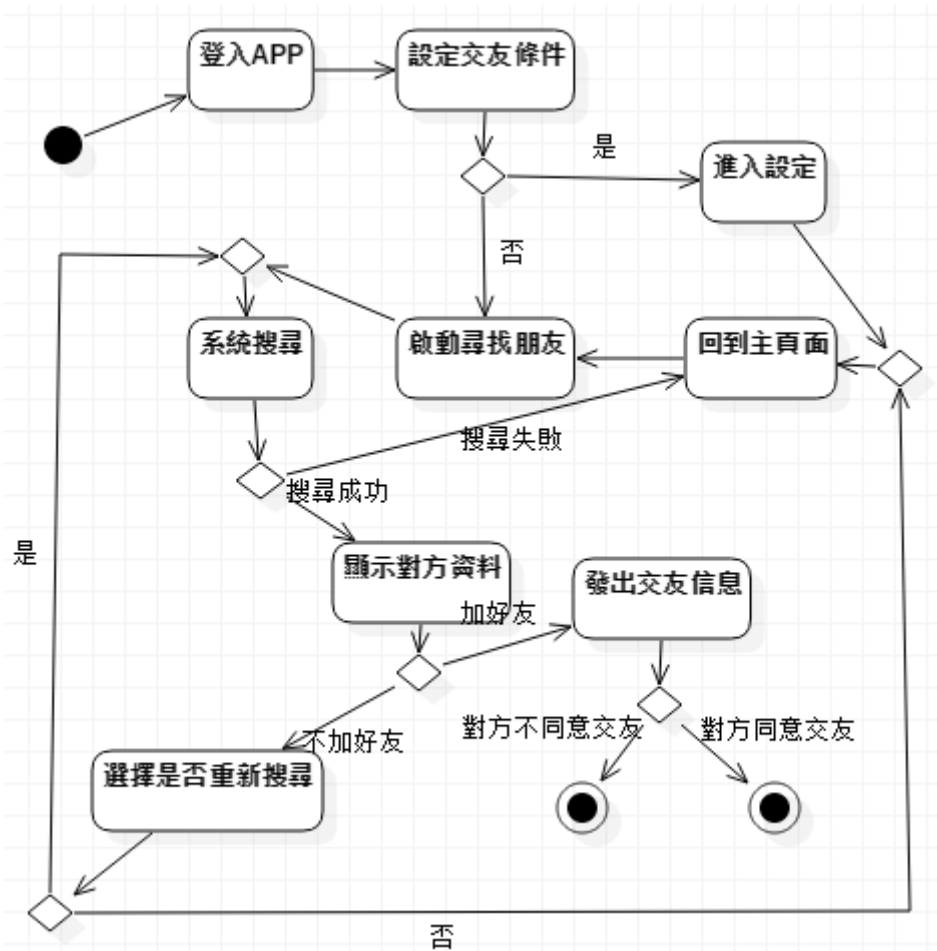 登入APP
設定交友條件
是
進入設定
否
系統搜尋
啟動尋找朋友
回到主頁面
搜尋失敗
搜尋成功
是
顯示對方資料
發出交友信息
加好友
不加好友
對方不同意交友
對方同意交友
選擇是否重新搜尋
否